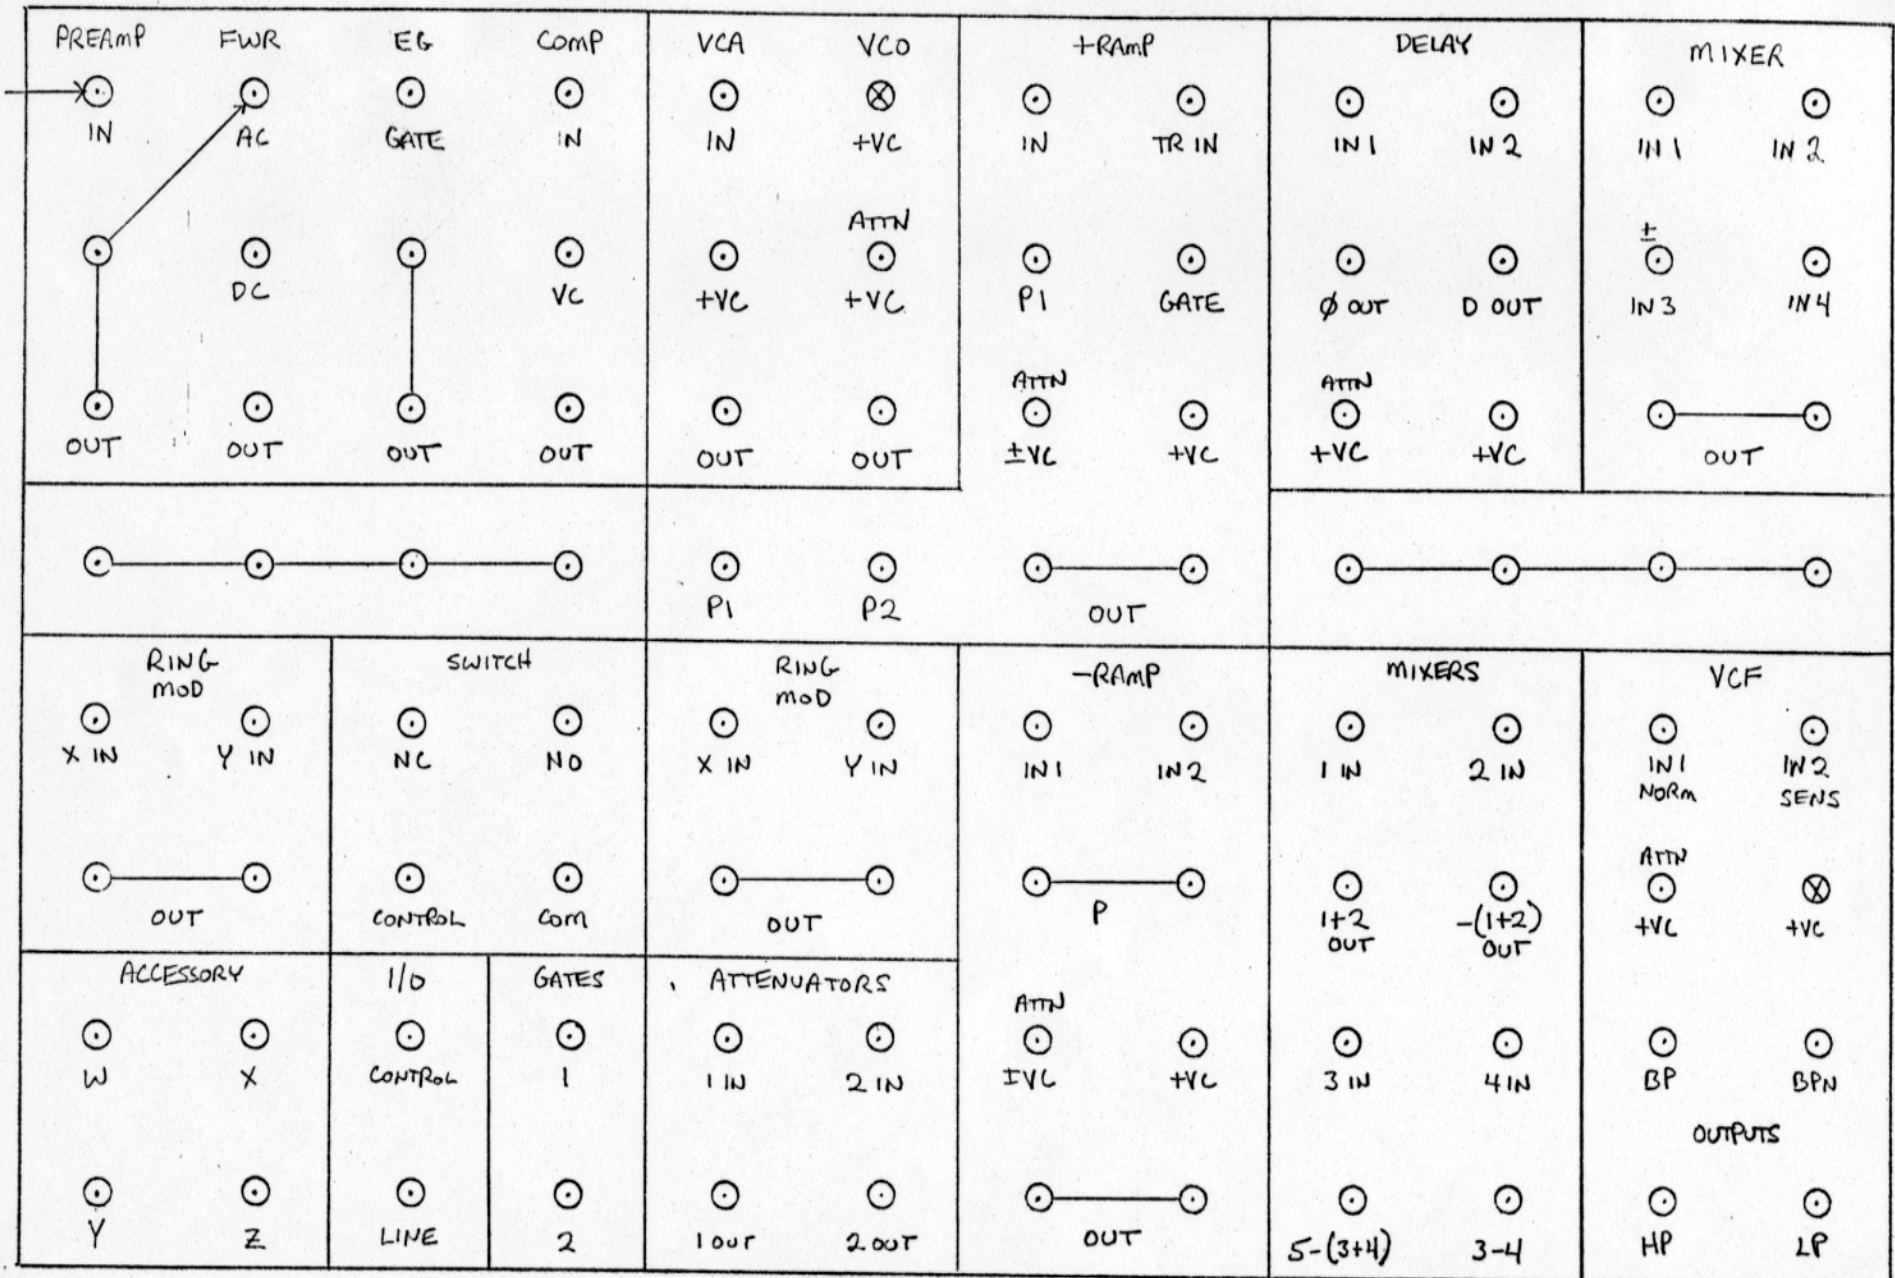 PREAMP FWR EG COMP VCA VCO +RAMP DELAY MIXER
IN AC GATE IN IN +VC IN TR IN IN 1 IN 2 IN 1 IN 2
ATTN ±
DC VC +VC +VC P1 GATE Ø OUT D OUT IN 3 IN 4
ATTN ATTN
OUT OUT OUT OUT OUT OUT ±VC +VC +VC +VC OUT
P1 P2 OUT
RING MOD SWITCH RING MOD -RAMP MIXERS VCF
X IN Y IN NC NO X IN Y IN IN 1 IN 2 1 IN 2 IN IN 1 IN 2
NORM SENS
ATTN
OUT CONTROL COM OUT P 1+2 -(1+2) +VC +VC
OUT OUT
ACCESSORY I/O GATES ATTENUATORS
ATTN
W X CONTROL 1 1 IN 2 IN ±VC +VC 3 IN 4 IN BP BPN
OUTPUTS
Y Z LINE 2 1 OUT 2 OUT OUT 5-(3+4) 3-4 HP LP